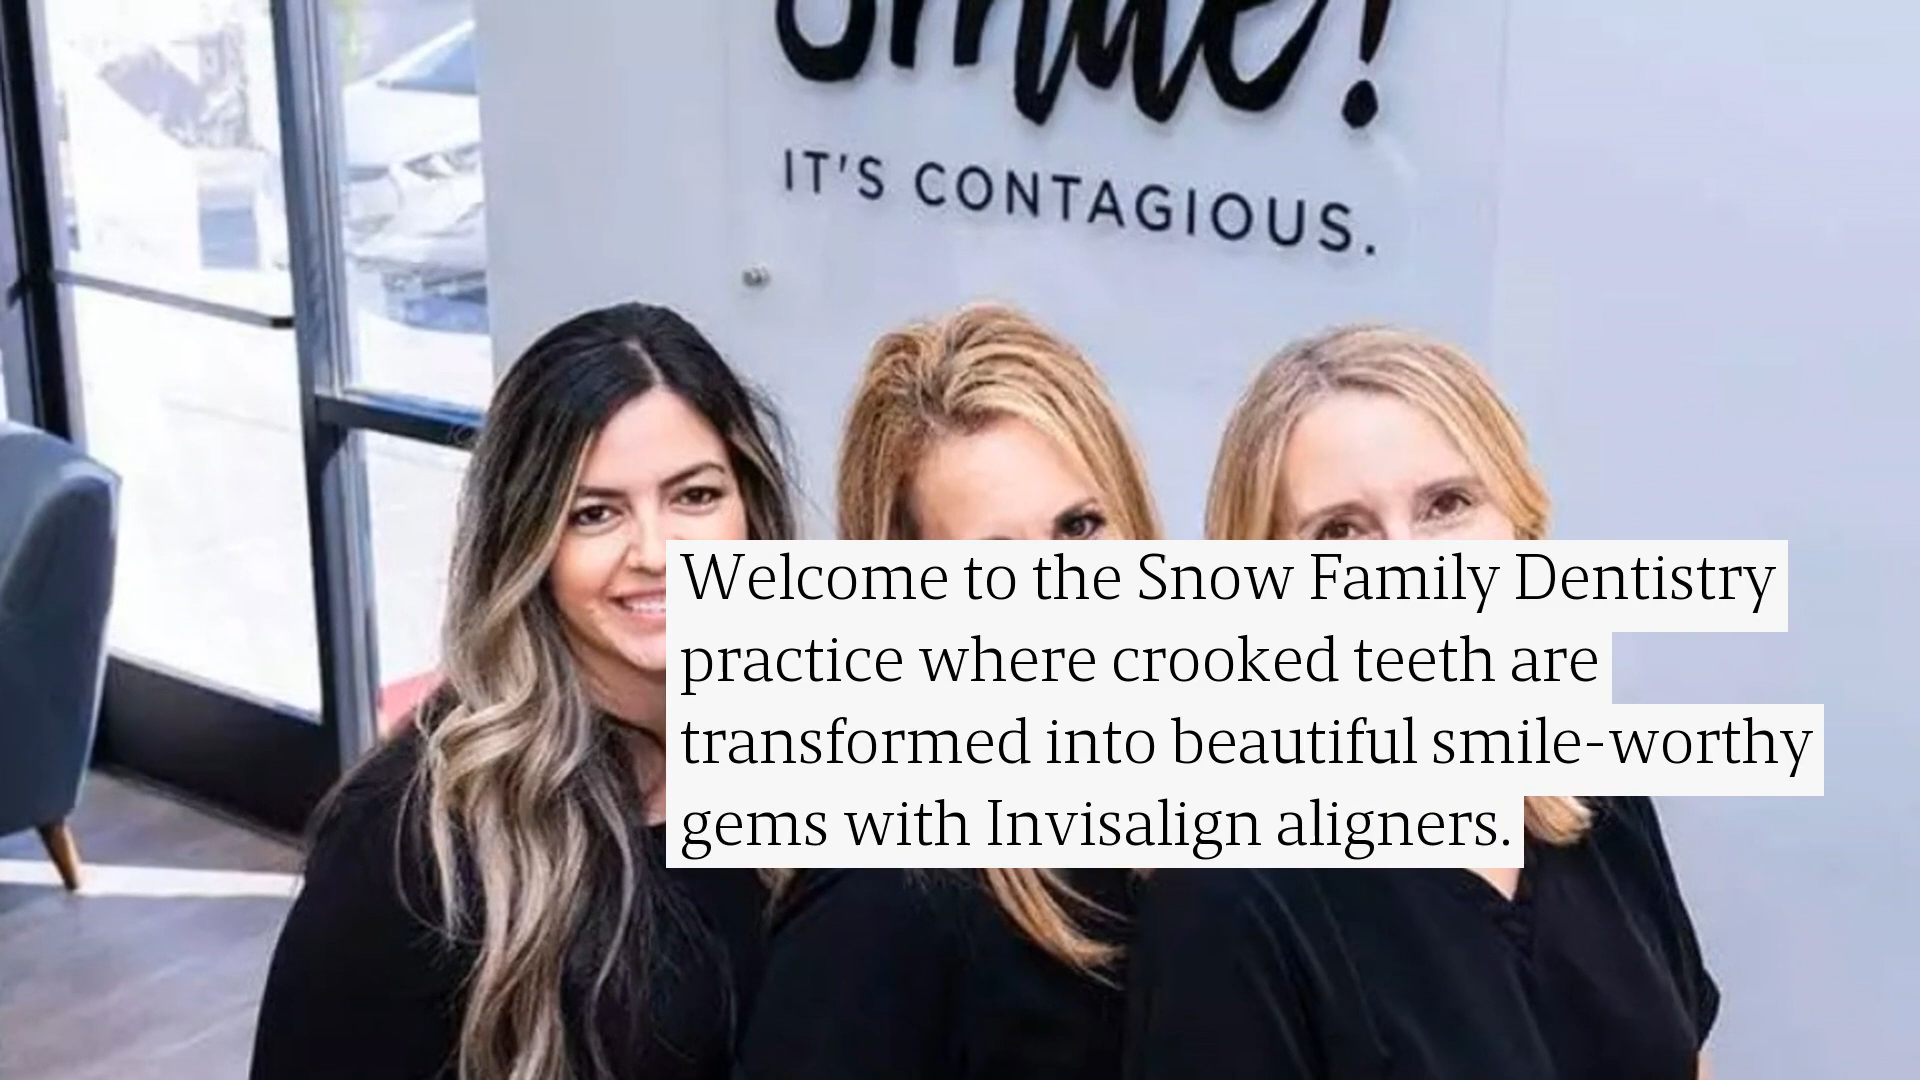 Smile!
IT'S CONTAGIOUS.
Welcome to the Snow Family Dentistry
practice where crooked teeth are
transformed into beautiful smile-worthy
gems with Invisalign aligners.